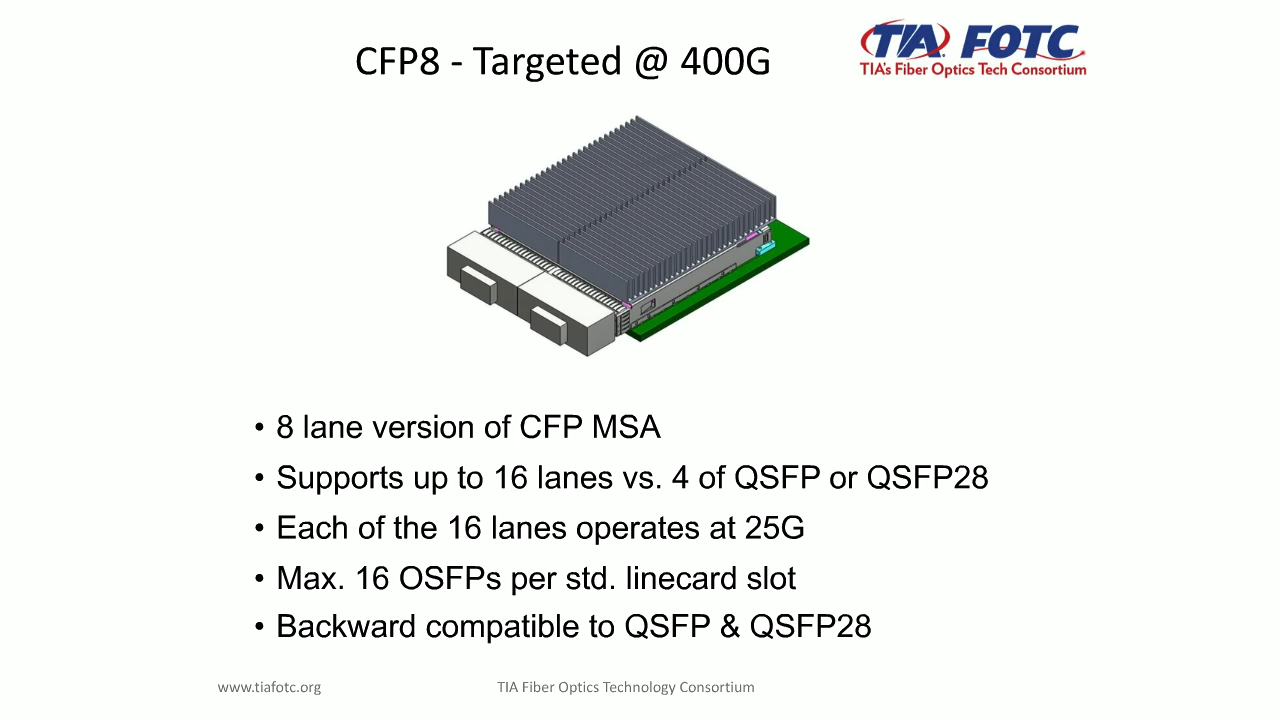 CFP8 - Targeted @ 400G
TIA FOTC
TIA's Fiber Optics Tech Consortium
• 8 lane version of CFP MSA
• Supports up to 16 lanes vs. 4 of QSFP or QSFP28
• Each of the 16 lanes operates at 25G
• Max. 16 OSFPs per std. linecard slot
• Backward compatible to QSFP & QSFP28
www.tiafotc.org
TIA Fiber Optics Technology Consortium